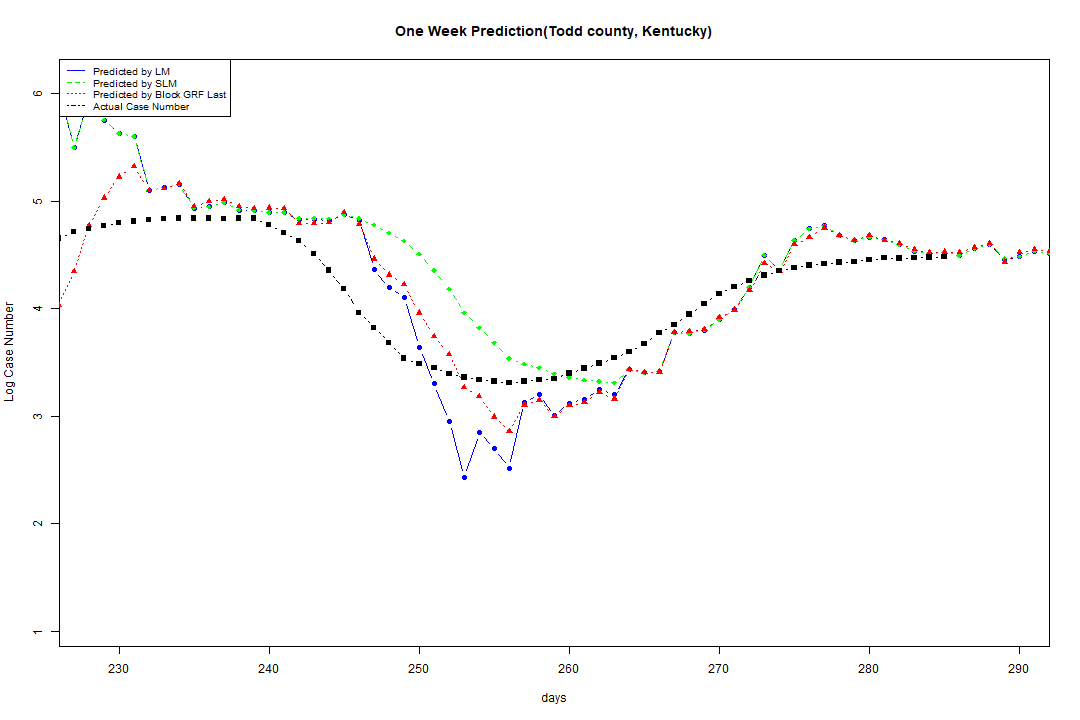 One Week Prediction(Todd county, Kentucky)
Predicted by LM
Predicted by SLM
Predicted by Block GRF Last
Actual Case Number
Log Case Number
6
5
4
3
2
1
230 240 250 260 270 280 290
days